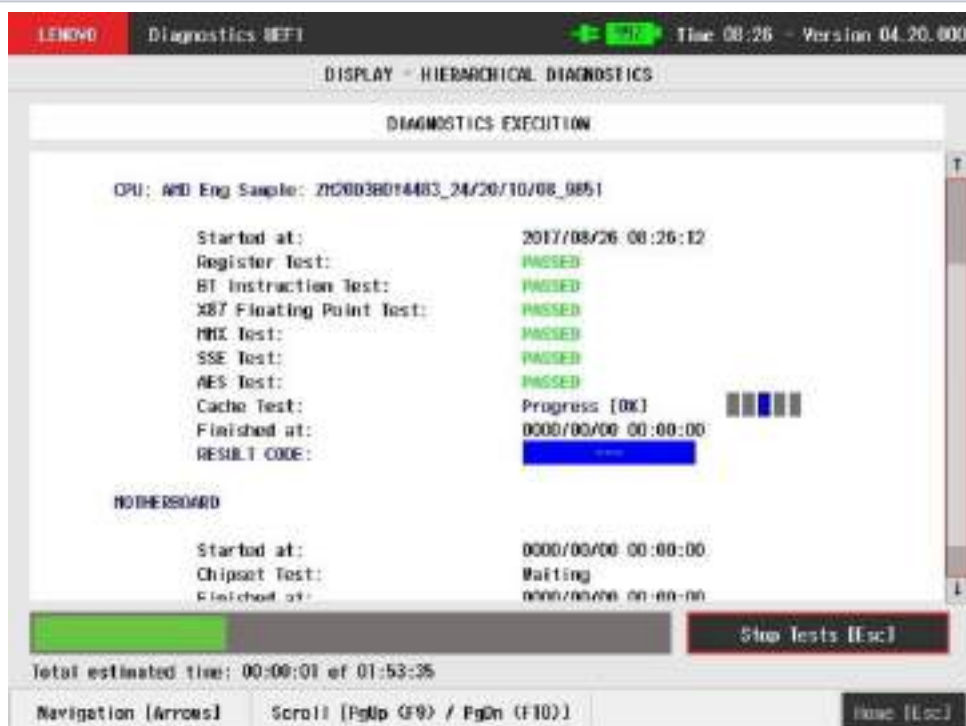 LENOVO Diagnostics UEFI Time 08:26 - Version 04.20.000
DISPLAY - HIERARCHICAL DIAGNOSTICS
DIAGNOSTICS EXECUTION
CPU: AMD Eng Sample:
Started at: 2017/08/26 08:26:12
Register Test: PASSED
BT Instruction Test: PASSED
X87 Floating Point Test: PASSED
MMX Test: PASSED
SSE Test: PASSED
AES Test: PASSED
Cache Test: Progress [OK]
Finished at: 0000/00/00 00:00:00
RESULT CODE: ---
MOTHERBOARD
Started at: 0000/00/00 00:00:00
Chipset Test: Waiting
Finished at: 0000/00/00 00:00:00
Stop Tests [Esc]
Total estimated time: 00:00:01 of 01:53:35
Navigation [Arrows] Scroll [PgUp (F9) / PgDn (F10)] Home [Esc]